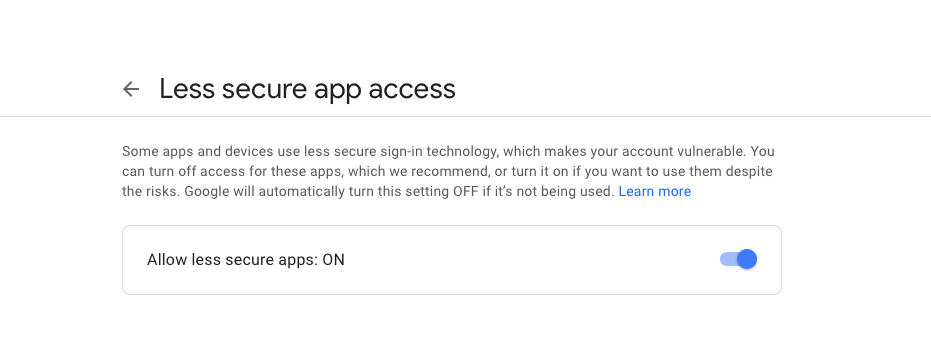 Less secure app access
Some apps and devices use less secure sign-in technology, which makes your account vulnerable. You
can turn off access for these apps, which we recommend, or turn it on if you want to use them despite
the risks. Google will automatically turn this setting OFF if it’s not being used. Learn more
Allow less secure apps: ON